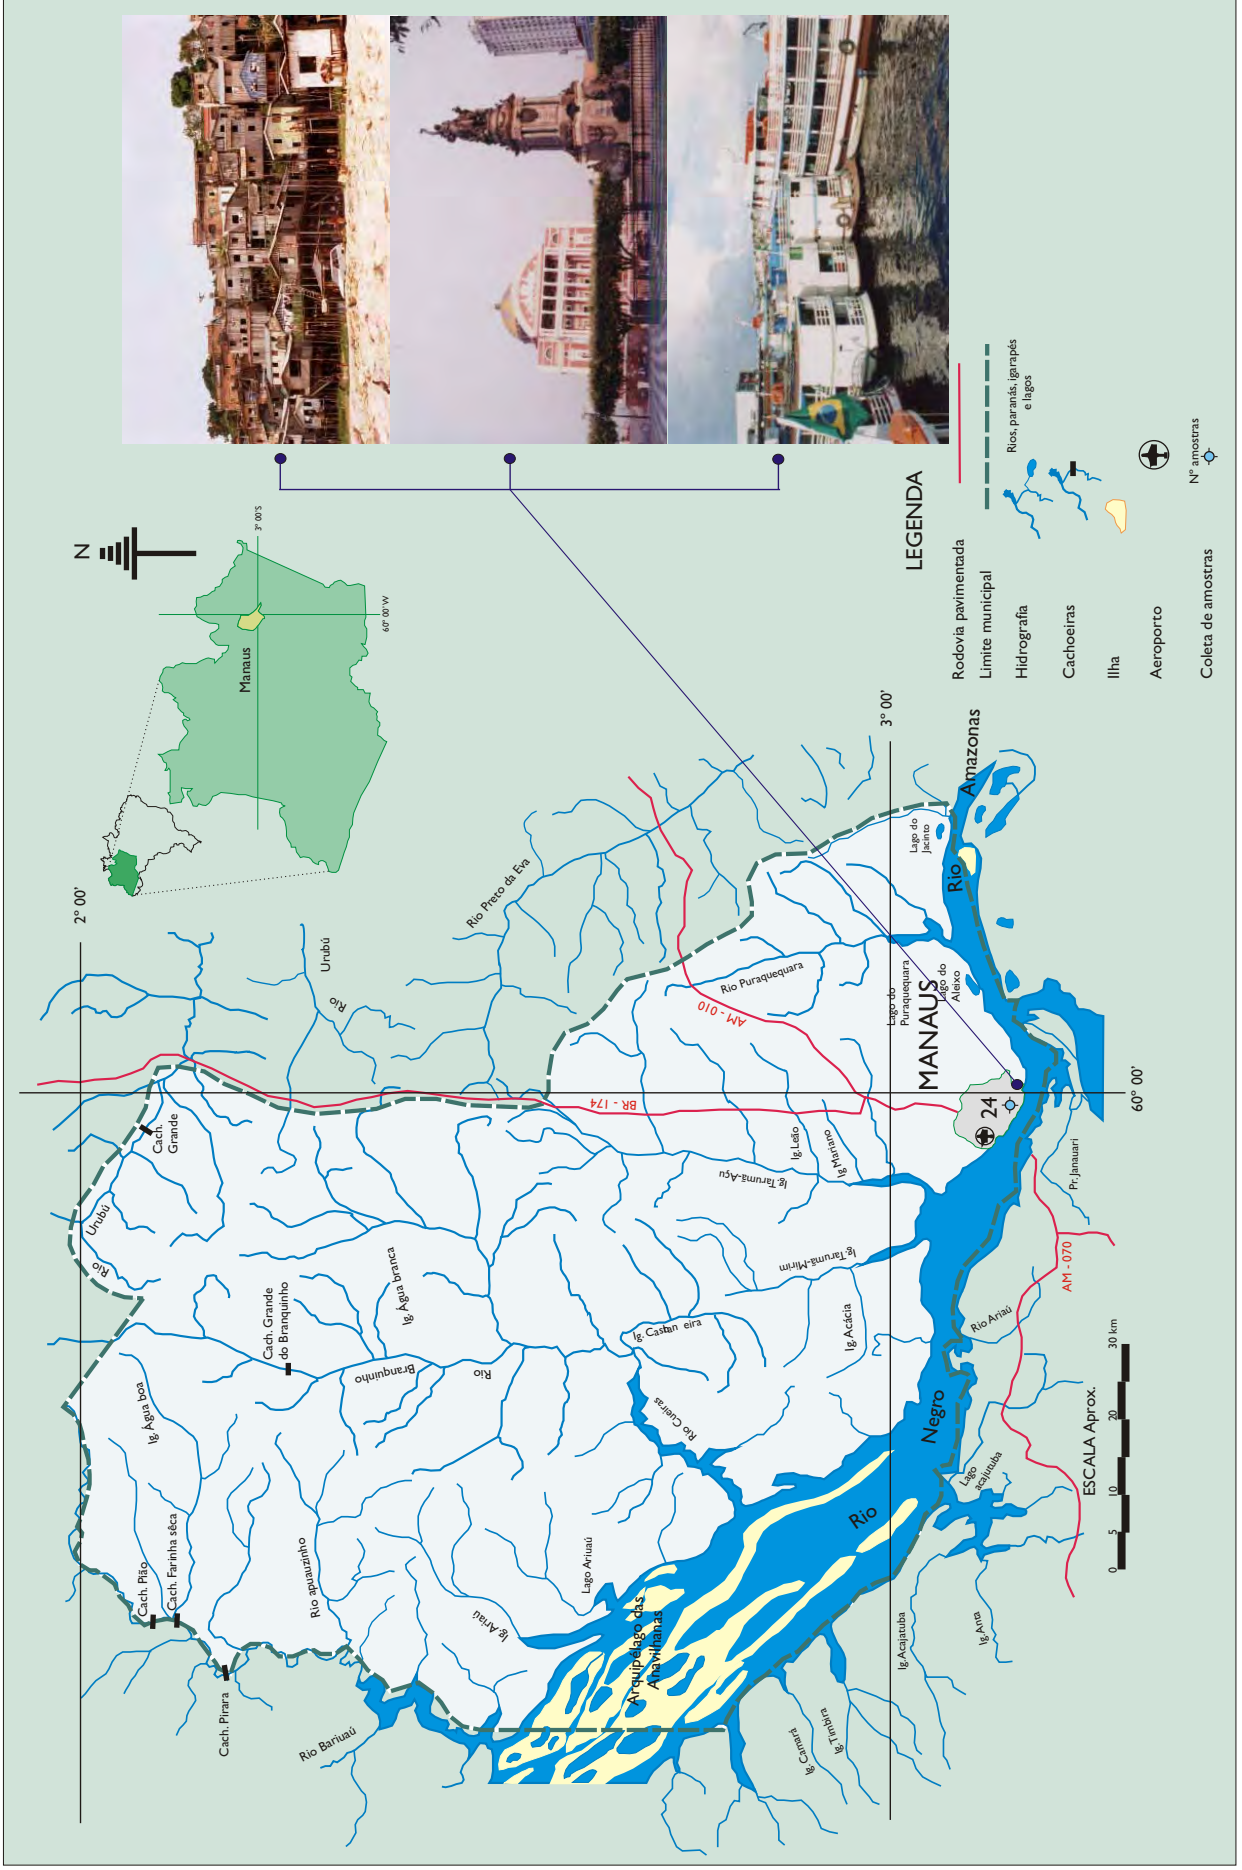 N
3° 00'S
60° 00'W
Manaus
2° 00'
3° 00'
60° 00'
Urubú
Rio
Rio Preto da Eva
Cach.
Grande
Urubú
Rio
BR - 174
AM - 010
Rio Puraquequara
Lago do
Puraquequara
Lago do
Aleixo
Lago do
Jacinto
Rio
Amazonas
MANAUS
24
Cach. Grande
do Branquinho
Ig. Água branca
Branquinho
Rio
Ig. Água boa
Cach. Pião
Cach. Farinha sêca
Cach. Pirara
Rio apuauzinho
Rio Bariuaú
Ig. Ariaú
Lago Ariuaú
Arquipélago das
Anavilhanas
Rio Cueiras
Ig. Castanheira
Ig. Acácia
Ig. Tarumã-Mirim
Ig. Tarumã-Açu
Ig. Leão
Ig. Mariano
Rio
Negro
Pr. Janauari
AM - 070
Rio Ariaú
Lago
acajutuba
Ig. Acajatuba
Ig. Anta
Ig. Camará
Ig. Timbira
ESCALA Aprox.
0 5 10 20 30 km
LEGENDA
Rodovia pavimentada
Limite municipal
Hidrografia
Rios, paranás, igarapés
e lagos
Cachoeiras
Ilha
Aeroporto
Coleta de amostras
N° amostras